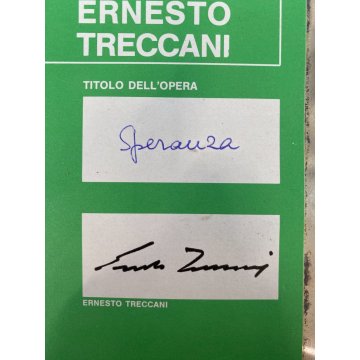 ERNESTO
TRECCANI
TITOLO DELL'OPERA
Speranza
ERNESTO TRECCANI